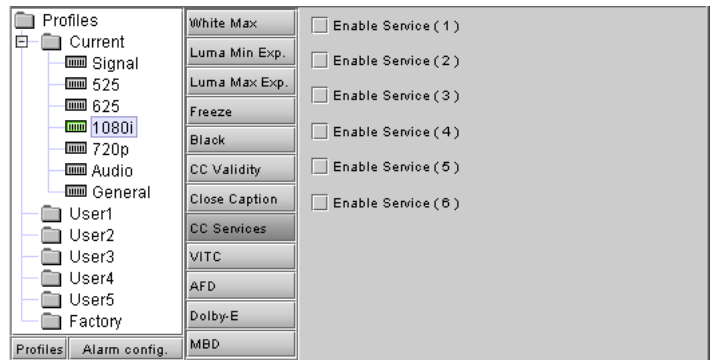 Profiles
Current
Signal
525
625
1080i
720p
Audio
General
User1
User2
User3
User4
User5
Factory
Profiles
Alarm config.
White Max
Luma Min Exp.
Luma Max Exp.
Freeze
Black
CC Validity
Close Caption
CC Services
VITC
AFD
Dolby-E
MBD
Enable Service ( 1 )
Enable Service ( 2 )
Enable Service ( 3 )
Enable Service ( 4 )
Enable Service ( 5 )
Enable Service ( 6 )